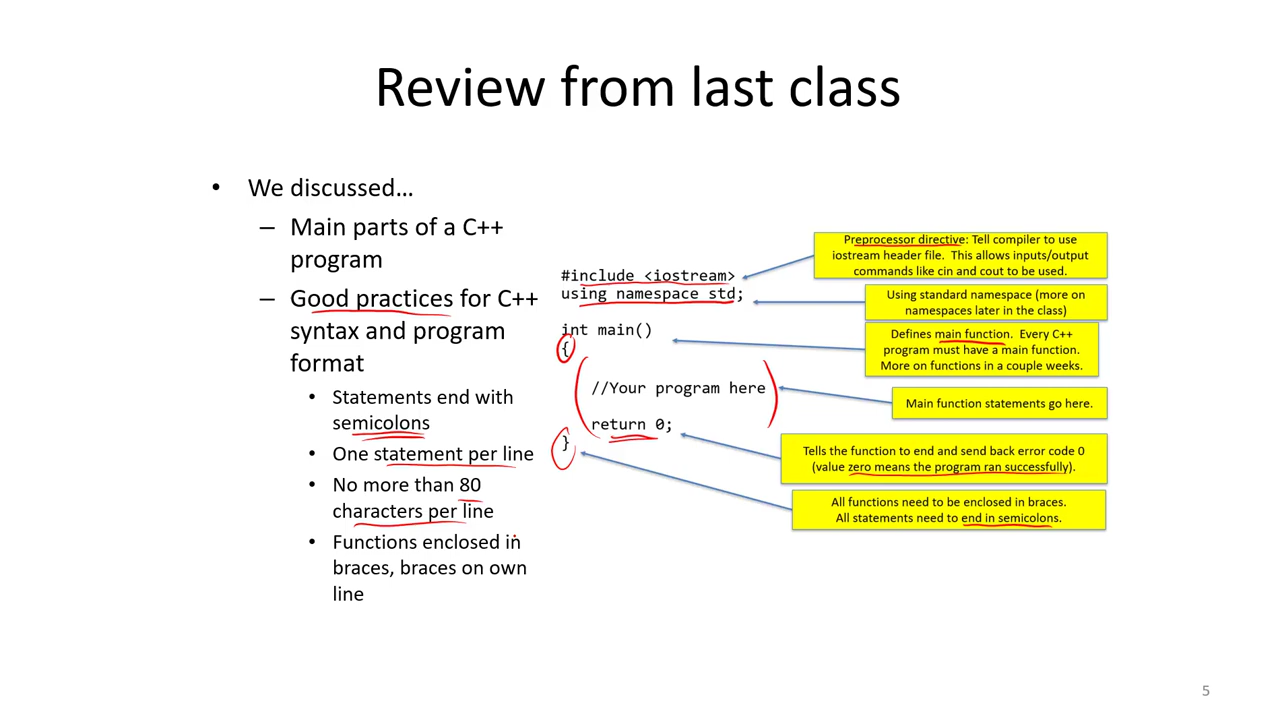 Review from last class
• We discussed…
– Main parts of a C++
program
– Good practices for C++
syntax and program
format
• Statements end with
semicolons
• One statement per line
• No more than 80
characters per line
• Functions enclosed in
braces, braces on own
line
#include <iostream>
using namespace std;
int main()
{
//Your program here
return 0;
}
Preprocessor directive: Tell compiler to use
iostream header file. This allows inputs/output
commands like cin and cout to be used.
Using standard namespace (more on
namespaces later in the class)
Defines main function. Every C++
program must have a main function.
More on functions in a couple weeks.
Main function statements go here.
Tells the function to end and send back error code 0
(value zero means the program ran successfully).
All functions need to be enclosed in braces.
All statements need to end in semicolons.
5